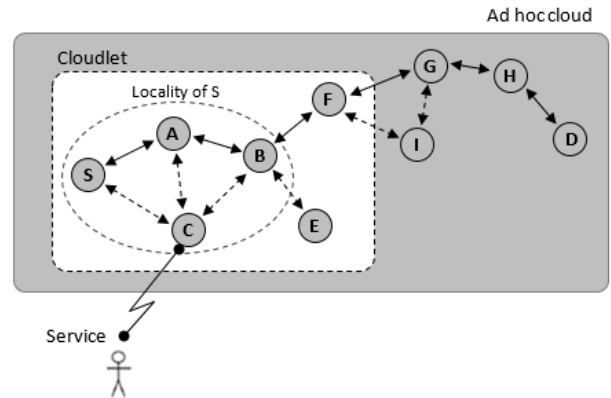 Ad hoc cloud
Cloudlet
Locality of S
G
H
F
A
B
I
D
S
C
E
Service